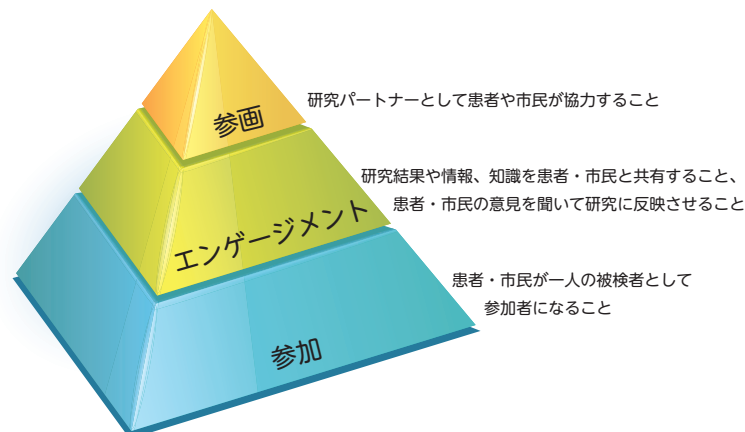 参画
研究パートナーとして患者や市民が協力すること
エンゲージメント
研究結果や情報、知識を患者・市民と共有すること、
患者・市民の意見を聞いて研究に反映させること
参加
患者・市民が一人の被検者として
参加者になること